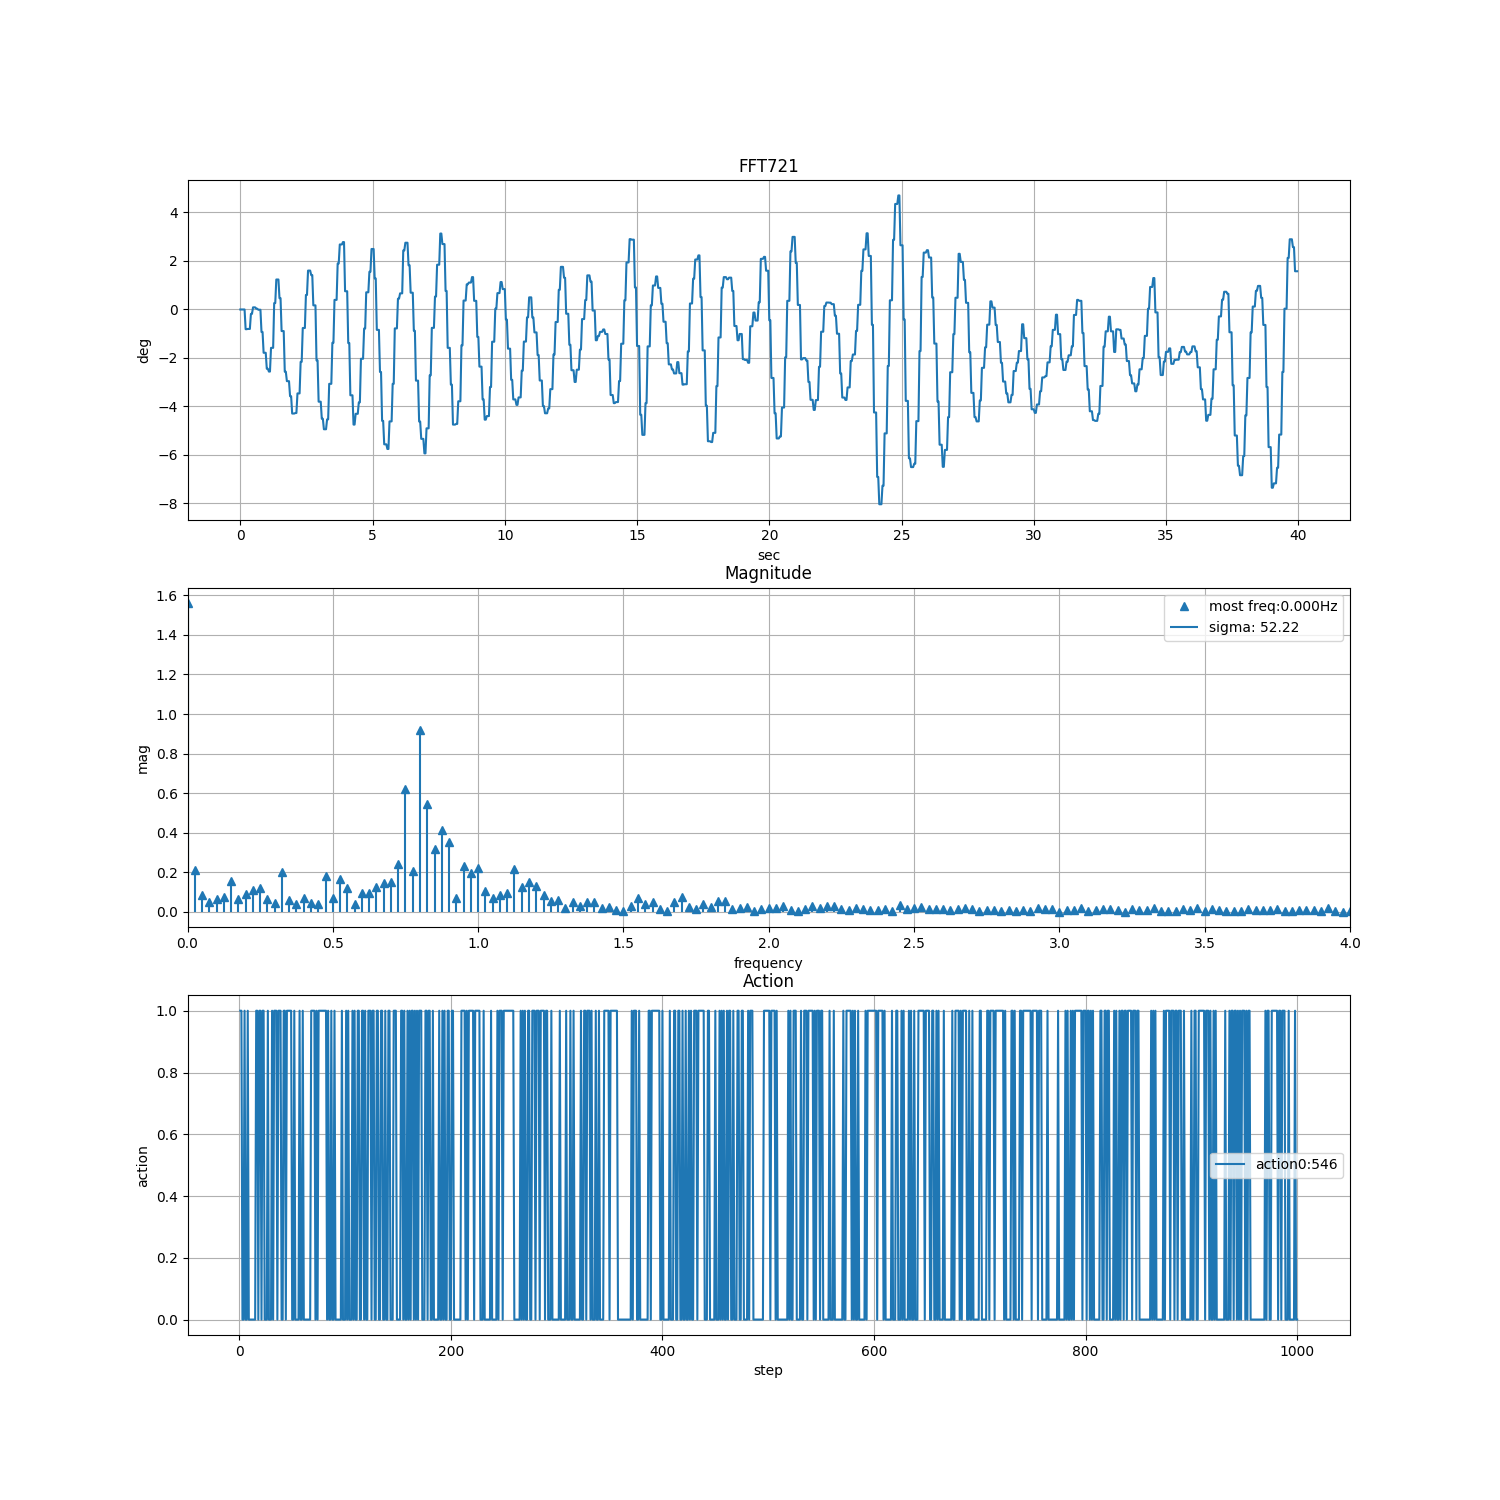 FFT721
4
2
0
−2
−4
−6
−8
deg
0 5 10 15 20 25 30 35 40
sec
Magnitude
1.6
1.4
1.2
1.0
0.8
0.6
0.4
0.2
0.0
mag
most freq:0.000Hz
sigma: 52.22
0.0 0.5 1.0 1.5 2.0 2.5 3.0 3.5 4.0
frequency
Action
1.0
0.8
0.6
0.4
0.2
0.0
action
action0:546
0 200 400 600 800 1000
step